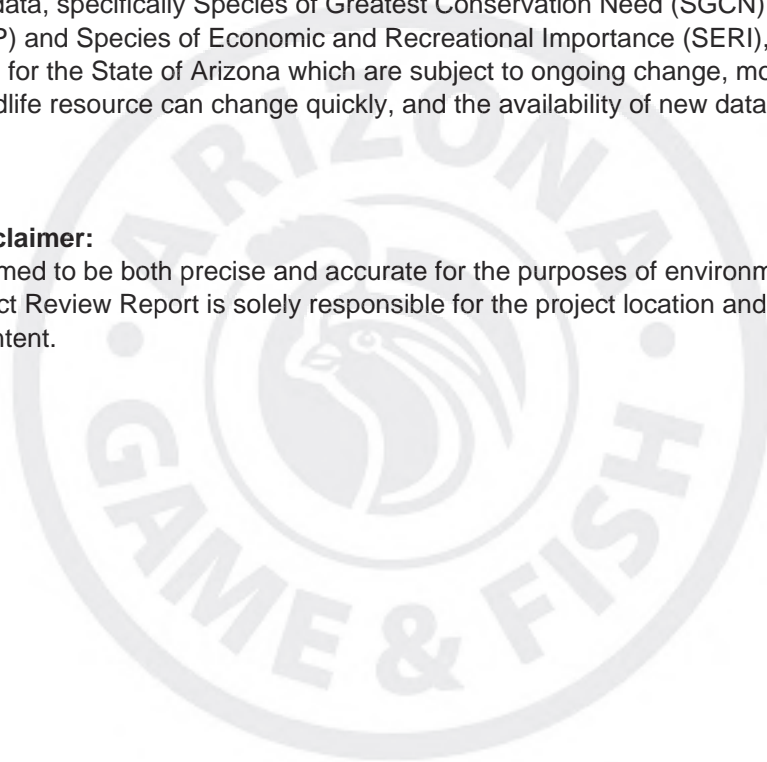 data, specifically Species of Greatest Conservation Need (SGCN)
P) and Species of Economic and Recreational Importance (SERI),
for the State of Arizona which are subject to ongoing change, mo
dlife resource can change quickly, and the availability of new data
claimer:
med to be both precise and accurate for the purposes of environm
ct Review Report is solely responsible for the project location and
ntent.
ARIZONA
GAME & FISH